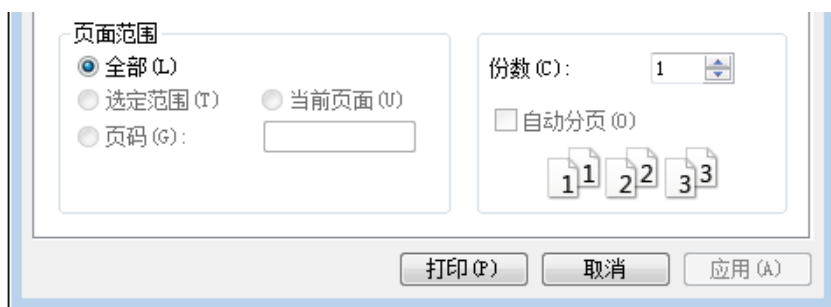 页面范围
全部(L)
选定范围(T) 当前页面(U)
页码(G):
份数(C): 1
自动分页(O)
1 1 2 2 3 3
打印(P) 取消 应用(A)